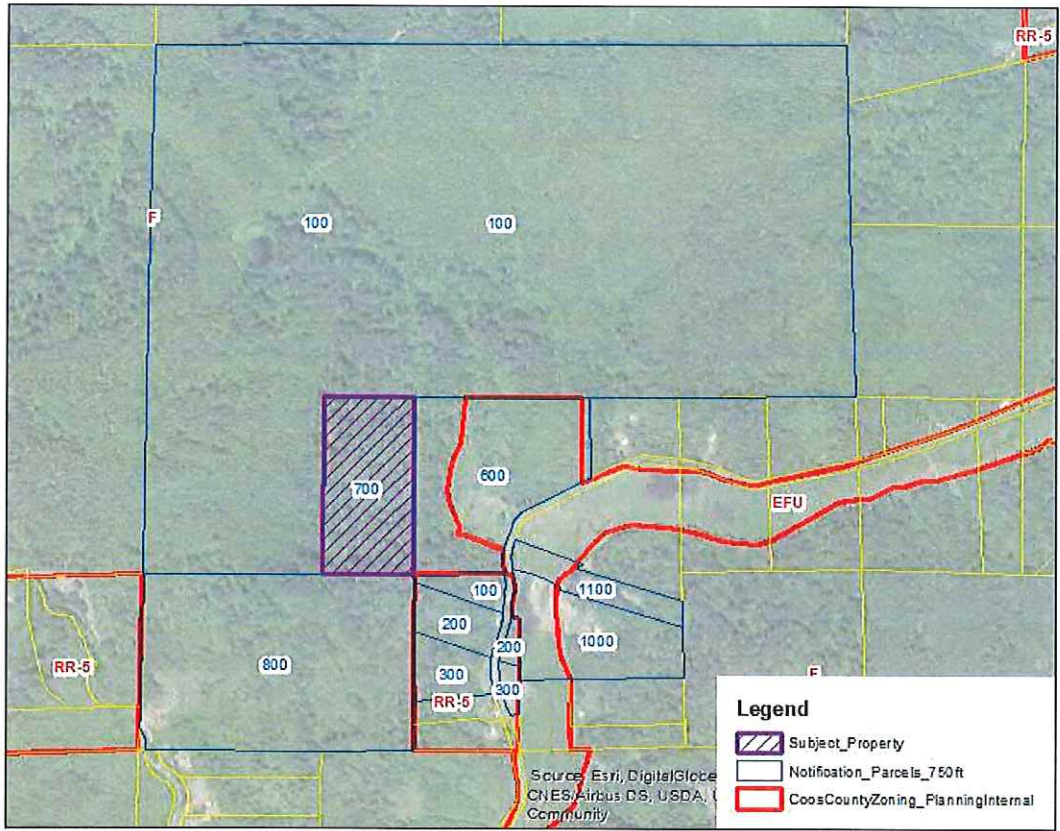 RR-5
F
100
100
600
700
EFU
1100
100
200
1000
200
800
RR-5
300
300
F
RR-5
Legend
Subject_Property
Notification_Parcels_750ft
CoosCountyZoning_PlanningInternal
Source: Esri, DigitalGlobe
CNES/Airbus DS, USDA, U
Community